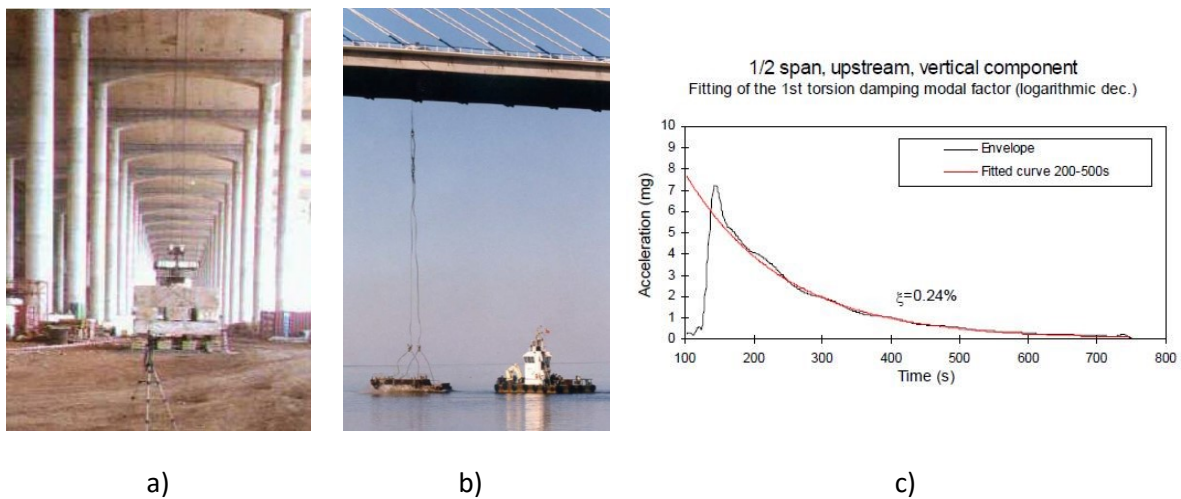 1/2 span, upstream, vertical component
Fitting of the 1st torsion damping modal factor (logarithmic dec.)
10
9
8
7
6
5
4
3
2
1
0
Acceleration (mg)
Envelope
Fitted curve 200-500s
ξ=0.24%
100 200 300 400 500 600 700 800
Time (s)
a) b) c)